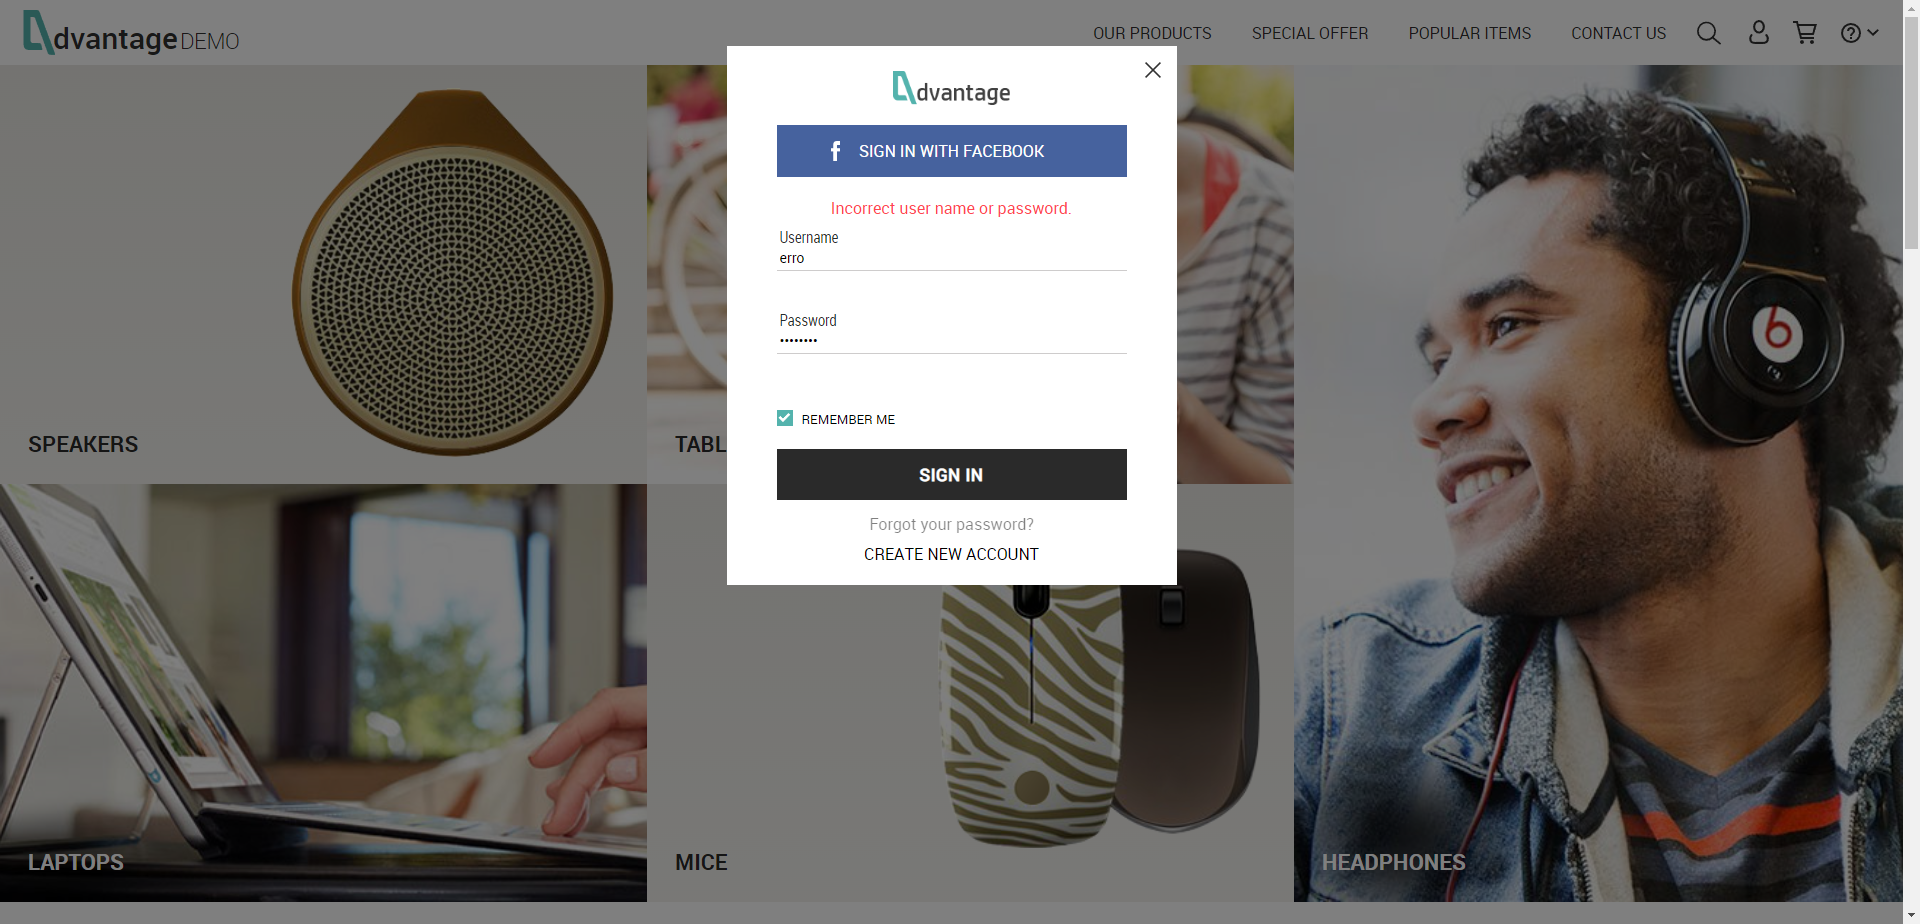 dvantage DEMO
OUR PRODUCTS
SPECIAL OFFER
POPULAR ITEMS
CONTACT US
dvantage
SIGN IN WITH FACEBOOK
Incorrect user name or password.
Username
erro
Password
••••••••
REMEMBER ME
SIGN IN
Forgot your password?
CREATE NEW ACCOUNT
SPEAKERS
TABL
LAPTOPS
MICE
HEADPHONES